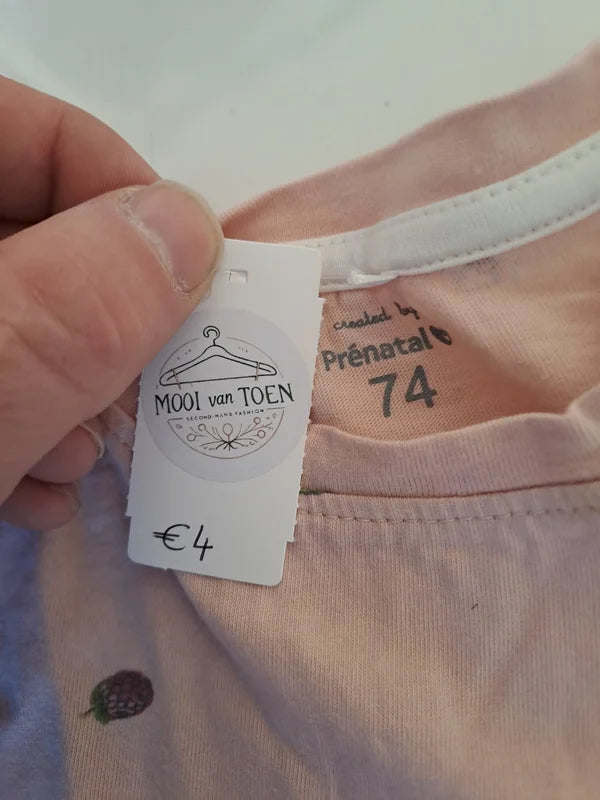 MOOI van TOEN
SECOND-HAND FASHION
€4
created by
Prénatal
74